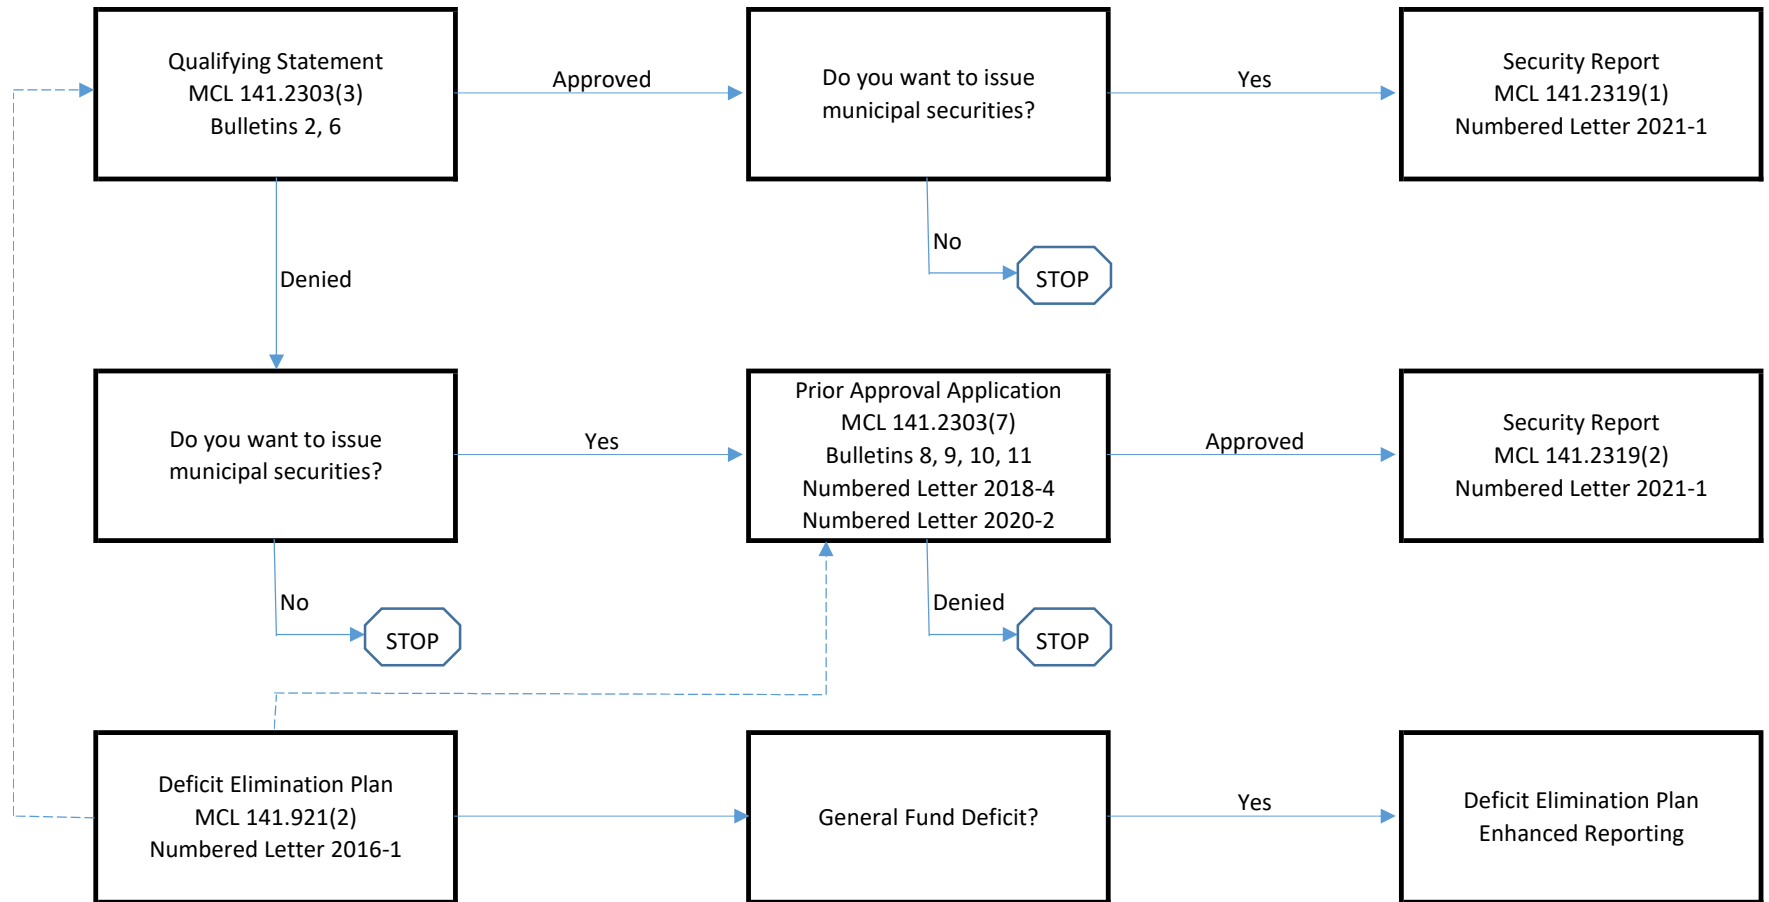 Qualifying Statement
MCL 141.2303(3)
Bulletins 2, 6
Approved
Do you want to issue
municipal securities?
Yes
Security Report
MCL 141.2319(1)
Numbered Letter 2021-1
No
STOP
Denied
Do you want to issue
municipal securities?
Yes
Prior Approval Application
MCL 141.2303(7)
Bulletins 8, 9, 10, 11
Numbered Letter 2018-4
Numbered Letter 2020-2
Approved
Security Report
MCL 141.2319(2)
Numbered Letter 2021-1
No
STOP
Denied
STOP
Deficit Elimination Plan
MCL 141.921(2)
Numbered Letter 2016-1
General Fund Deficit?
Yes
Deficit Elimination Plan
Enhanced Reporting